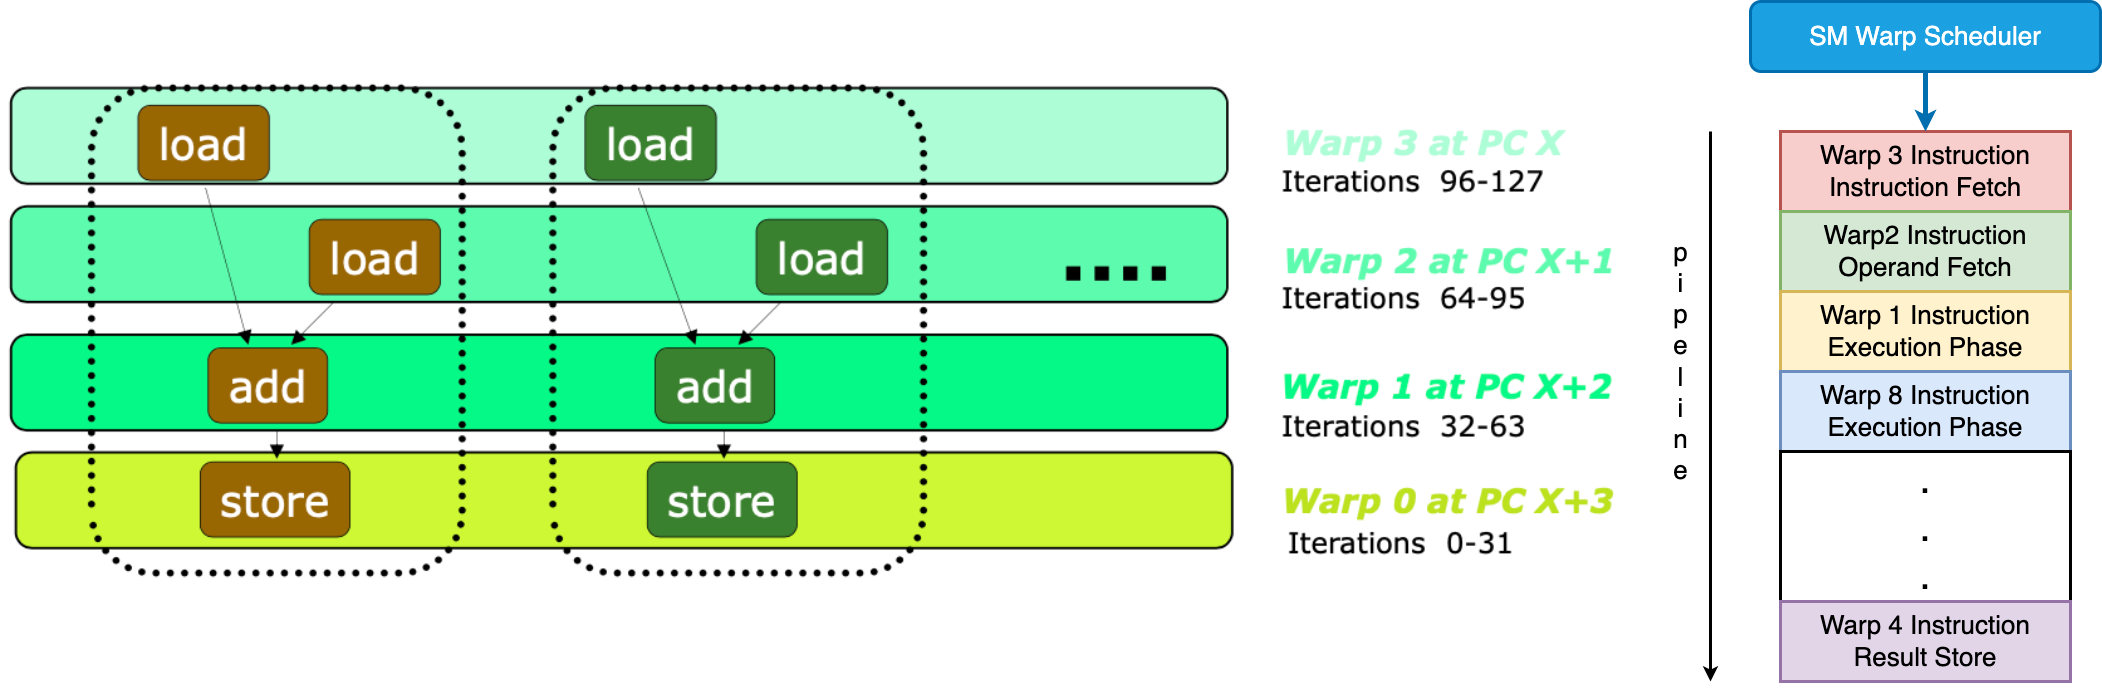 load
load
load
load
add
add
store
store
Warp 3 at PC X
Iterations 96-127
Warp 2 at PC X+1
Iterations 64-95
Warp 1 at PC X+2
Iterations 32-63
Warp 0 at PC X+3
Iterations 0-31
pipeline
SM Warp Scheduler
Warp 3 Instruction
Instruction Fetch
Warp2 Instruction
Operand Fetch
Warp 1 Instruction
Execution Phase
Warp 8 Instruction
Execution Phase
Warp 4 Instruction
Result Store